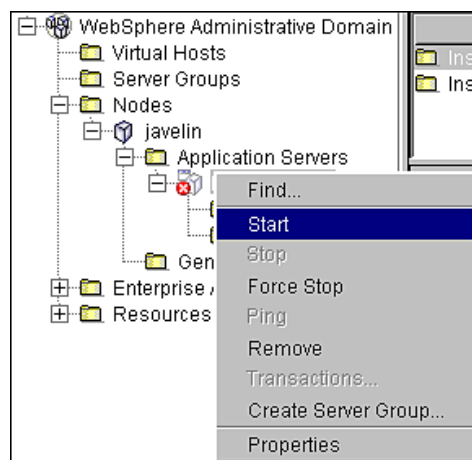 WebSphere Administrative Domain
Virtual Hosts
Server Groups
Nodes
javelin
Application Servers
Gen
Enterprise
Resources
Ins
Ins
Find...
Start
Stop
Force Stop
Ping
Remove
Transactions...
Create Server Group...
Properties